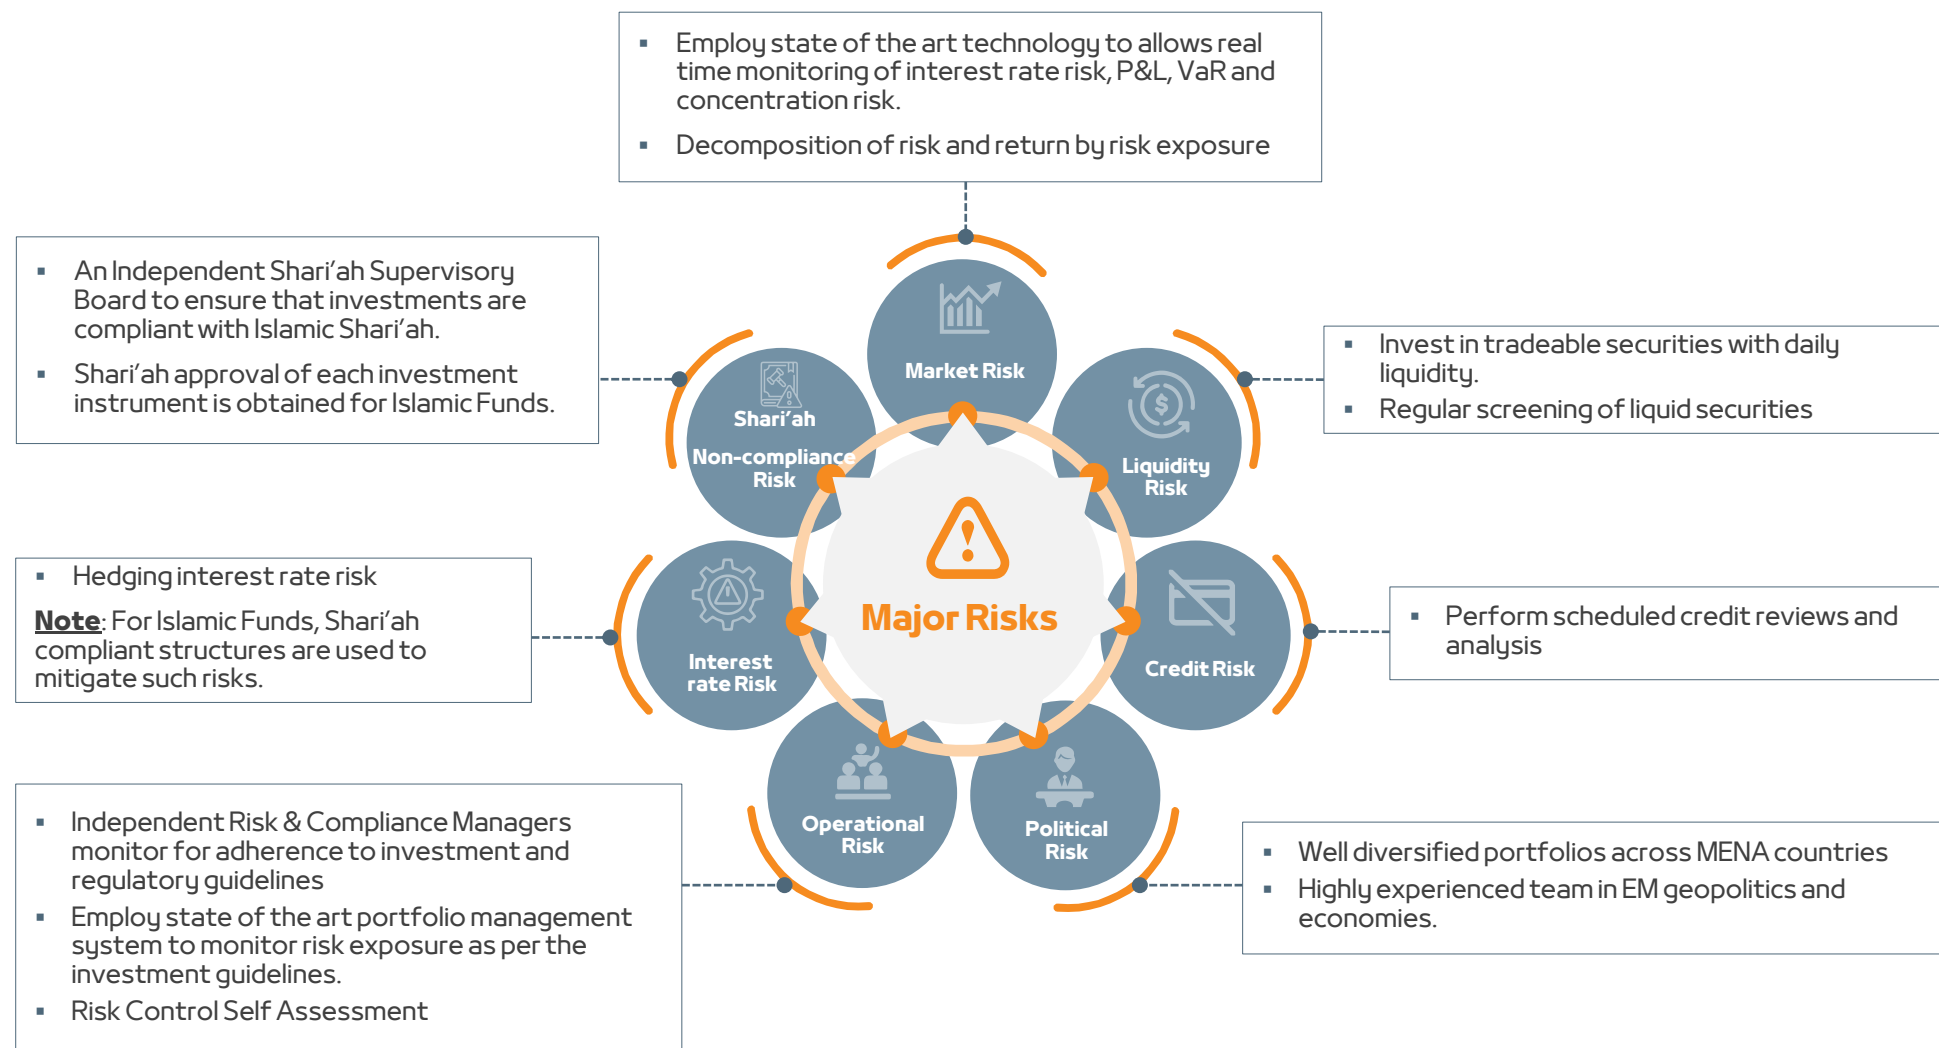 ▪ Employ state of the art technology to allows real
time monitoring of interest rate risk, P&L, VaR and
concentration risk.
▪ Decomposition of risk and return by risk exposure
▪ An Independent Shari’ah Supervisory
Board to ensure that investments are
compliant with Islamic Shari’ah.
▪ Shari’ah approval of each investment
instrument is obtained for Islamic Funds.
Market Risk
▪ Invest in tradeable securities with daily
liquidity.
▪ Regular screening of liquid securities
Shari’ah
Non-compliance
Risk
$
Liquidity
Risk
▪ Hedging interest rate risk
Note: For Islamic Funds, Shari’ah
compliant structures are used to
mitigate such risks.
Major Risks
Interest
rate Risk
Credit Risk
▪ Perform scheduled credit reviews and
analysis
▪ Independent Risk & Compliance Managers
monitor for adherence to investment and
regulatory guidelines
▪ Employ state of the art portfolio management
system to monitor risk exposure as per the
investment guidelines.
▪ Risk Control Self Assessment
Operational
Risk
Political
Risk
▪ Well diversified portfolios across MENA countries
▪ Highly experienced team in EM geopolitics and
economies.